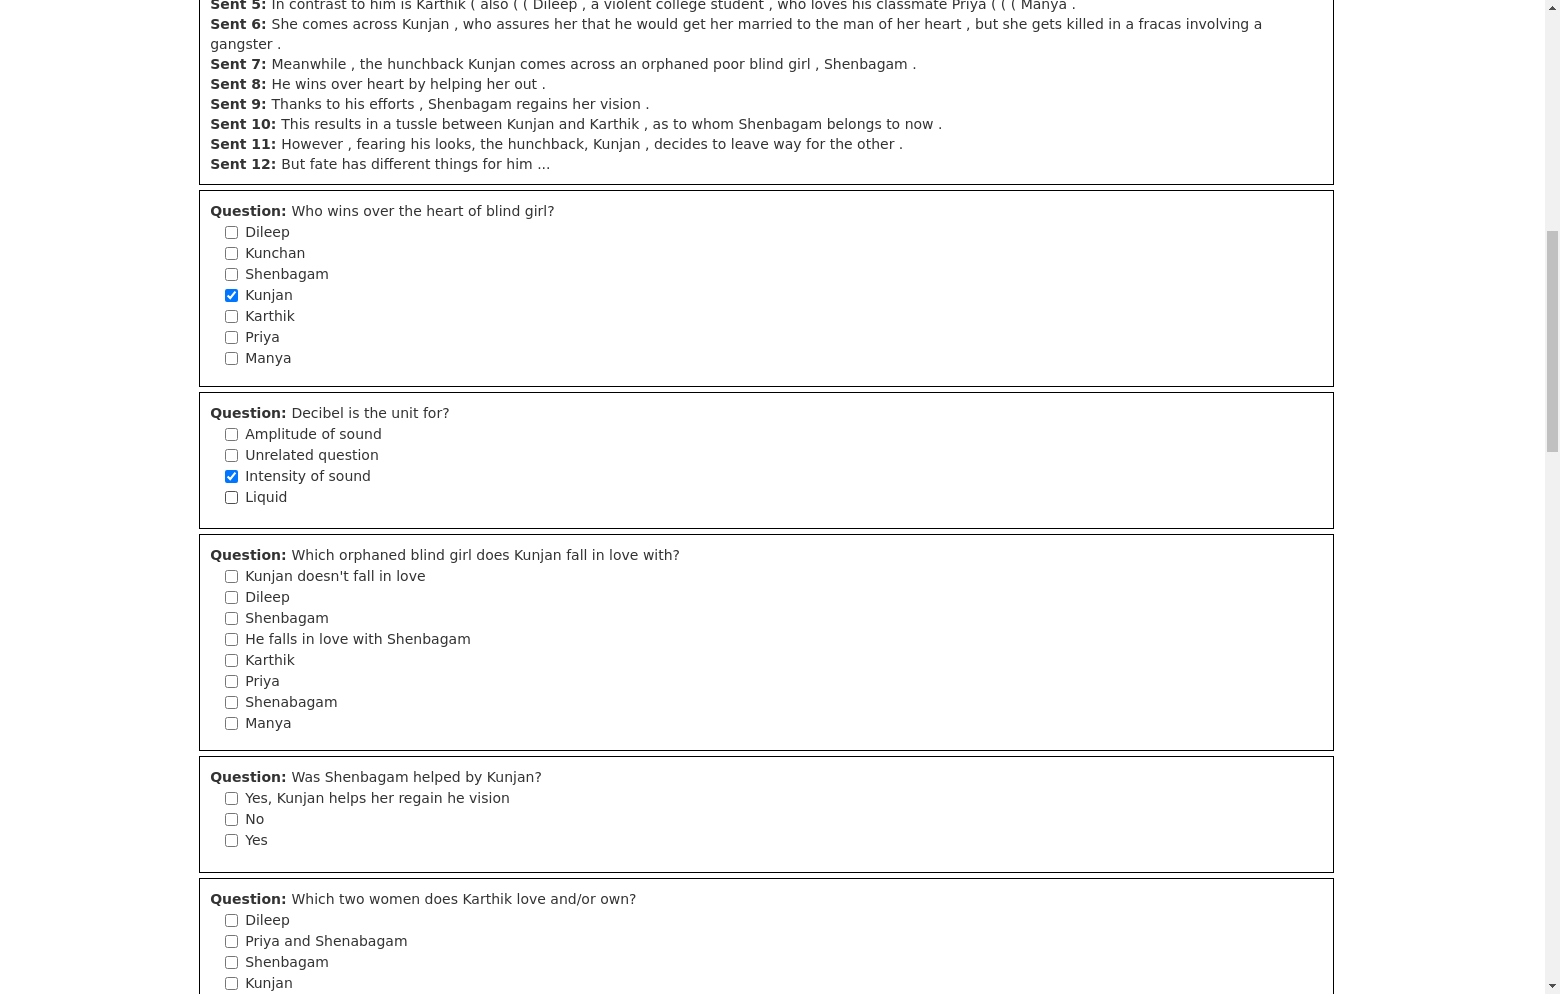 Sent 5: In contrast to him is Karthik ( also ( ( Dileep , a violent college student , who loves his classmate Priya ( ( ( Manya .
Sent 6: She comes across Kunjan , who assures her that he would get her married to the man of her heart , but she gets killed in a fracas involving a
gangster .
Sent 7: Meanwhile , the hunchback Kunjan comes across an orphaned poor blind girl , Shenbagam .
Sent 8: He wins over heart by helping her out .
Sent 9: Thanks to his efforts , Shenbagam regains her vision .
Sent 10: This results in a tussle between Kunjan and Karthik , as to whom Shenbagam belongs to now .
Sent 11: However , fearing his looks, the hunchback, Kunjan , decides to leave way for the other .
Sent 12: But fate has different things for him ...
Question: Who wins over the heart of blind girl?
Dileep
Kunchan
Shenbagam
Kunjan
Karthik
Priya
Manya
Question: Decibel is the unit for?
Amplitude of sound
Unrelated question
Intensity of sound
Liquid
Question: Which orphaned blind girl does Kunjan fall in love with?
Kunjan doesn't fall in love
Dileep
Shenbagam
He falls in love with Shenbagam
Karthik
Priya
Shenabagam
Manya
Question: Was Shenbagam helped by Kunjan?
Yes, Kunjan helps her regain he vision
No
Yes
Question: Which two women does Karthik love and/or own?
Dileep
Priya and Shenabagam
Shenbagam
Kunjan